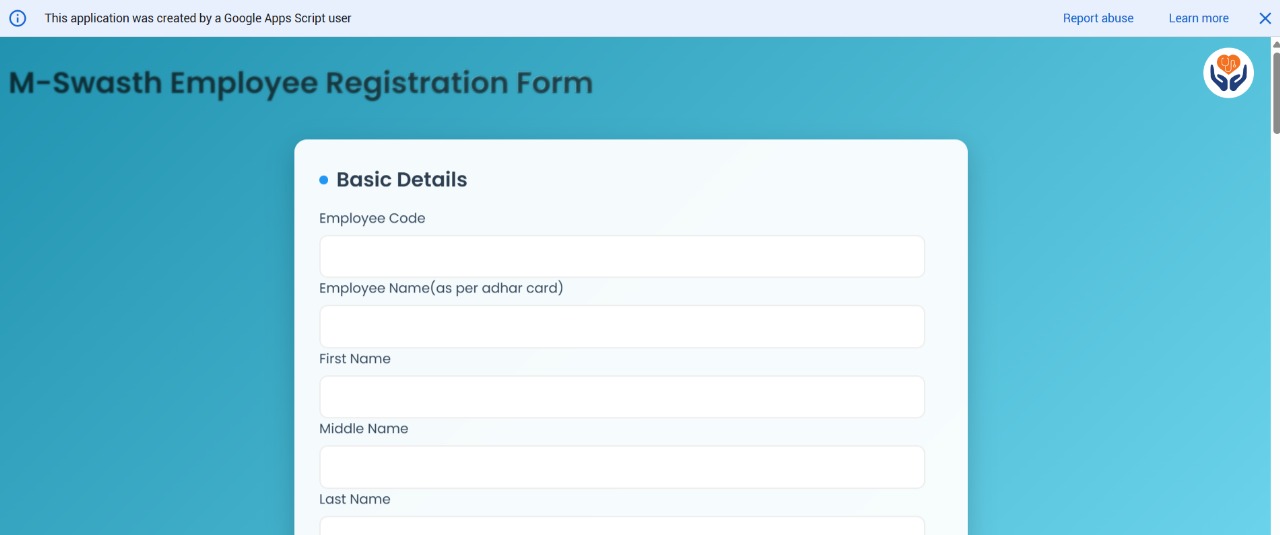 This application was created by a Google Apps Script user
Report abuse
Learn more
M-Swasth Employee Registration Form
Basic Details
Employee Code
Employee Name(as per adhar card)
First Name
Middle Name
Last Name